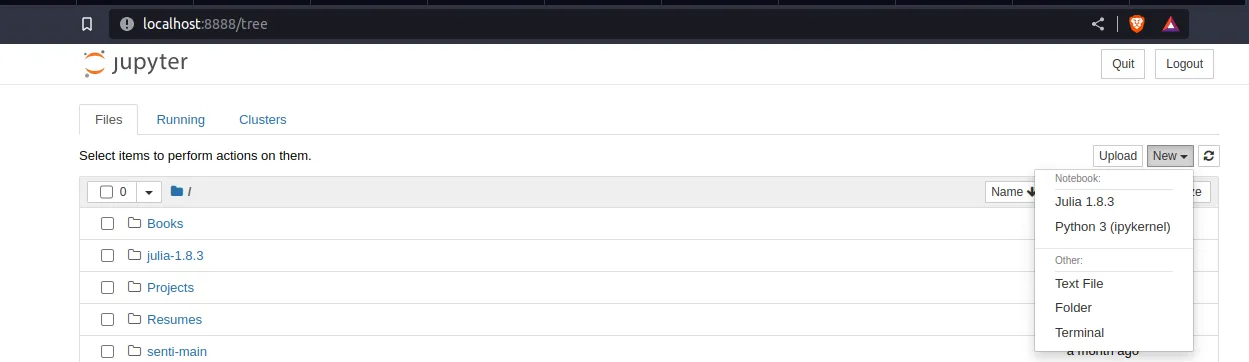 localhost:8888/tree
jupyter
Quit
Logout
Files
Running
Clusters
Select items to perform actions on them.
Upload
New
0
/
Name
Notebook:
Julia 1.8.3
Python 3 (ipykernel)
Other:
Text File
Folder
Terminal
Books
julia-1.8.3
Projects
Resumes
senti-main
a month ago